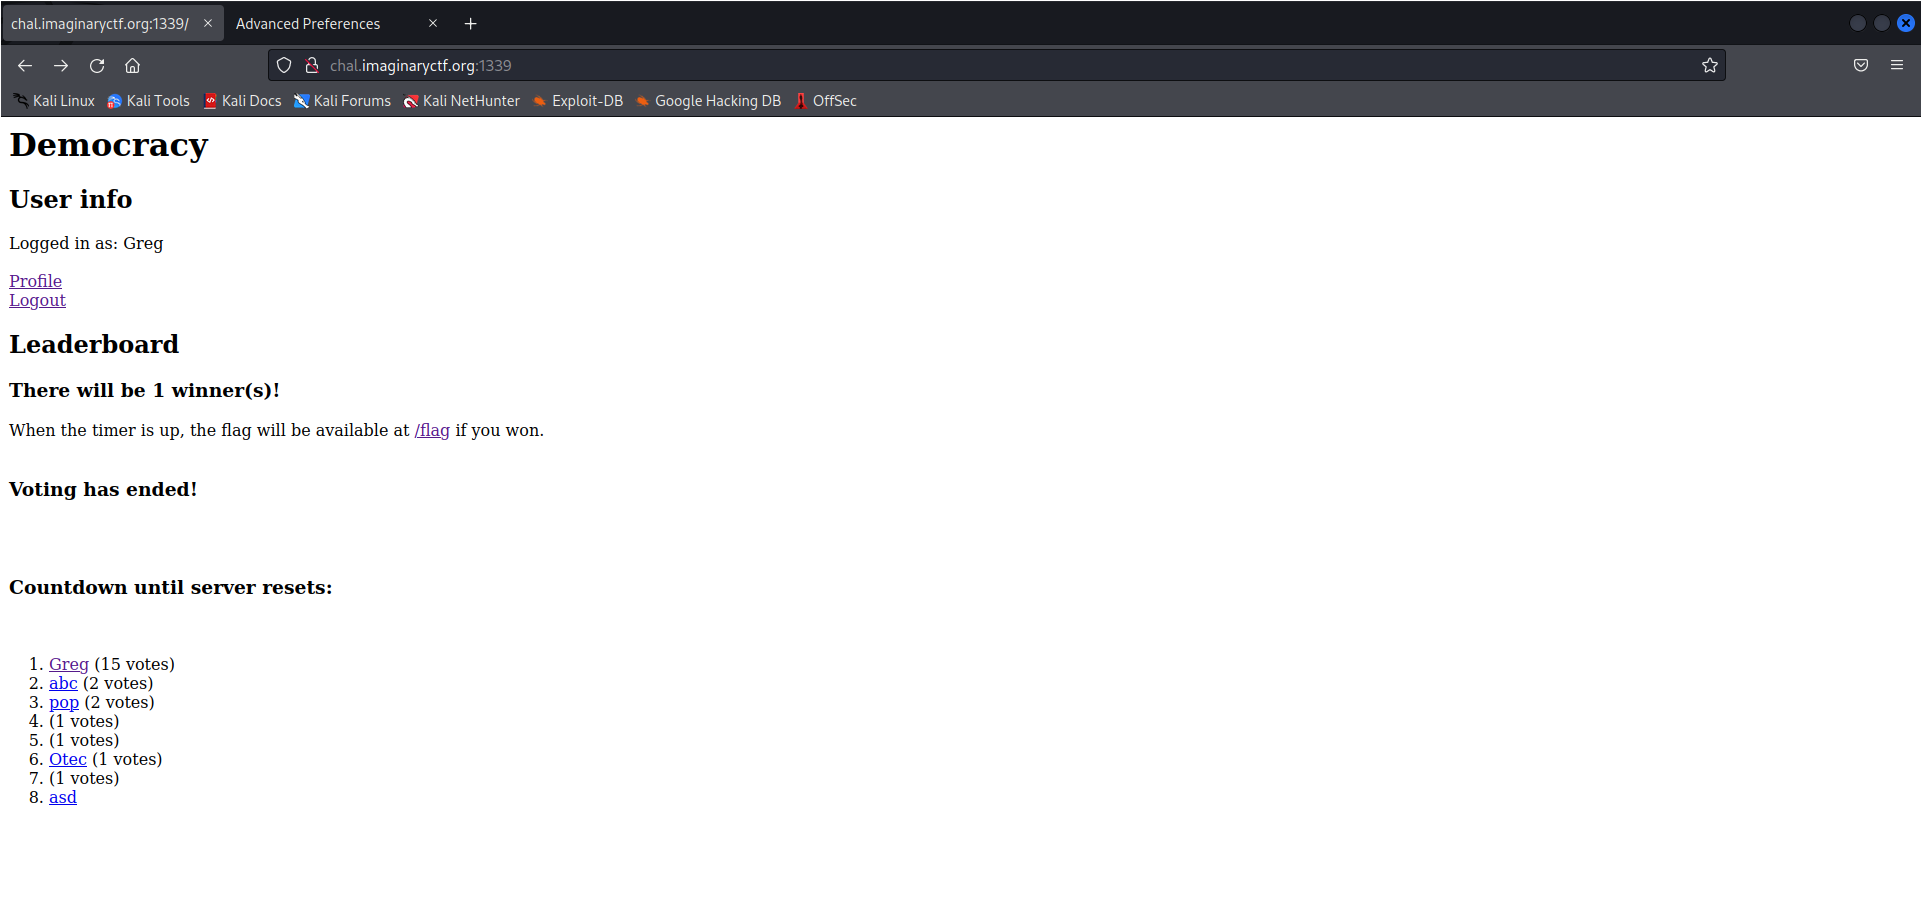 chal.imaginaryctf.org:1339/
Advanced Preferences
chal.imaginaryctf.org:1339
Kali Linux Kali Tools Kali Docs Kali Forums Kali NetHunter Exploit-DB Google Hacking DB OffSec
Democracy
User info
Logged in as: Greg
Profile
Logout
Leaderboard
There will be 1 winner(s)!
When the timer is up, the flag will be available at /flag if you won.
Voting has ended!
Countdown until server resets:
1. Greg (15 votes)
2. abc (2 votes)
3. pop (2 votes)
4. (1 votes)
5. (1 votes)
6. Otec (1 votes)
7. (1 votes)
8. asd